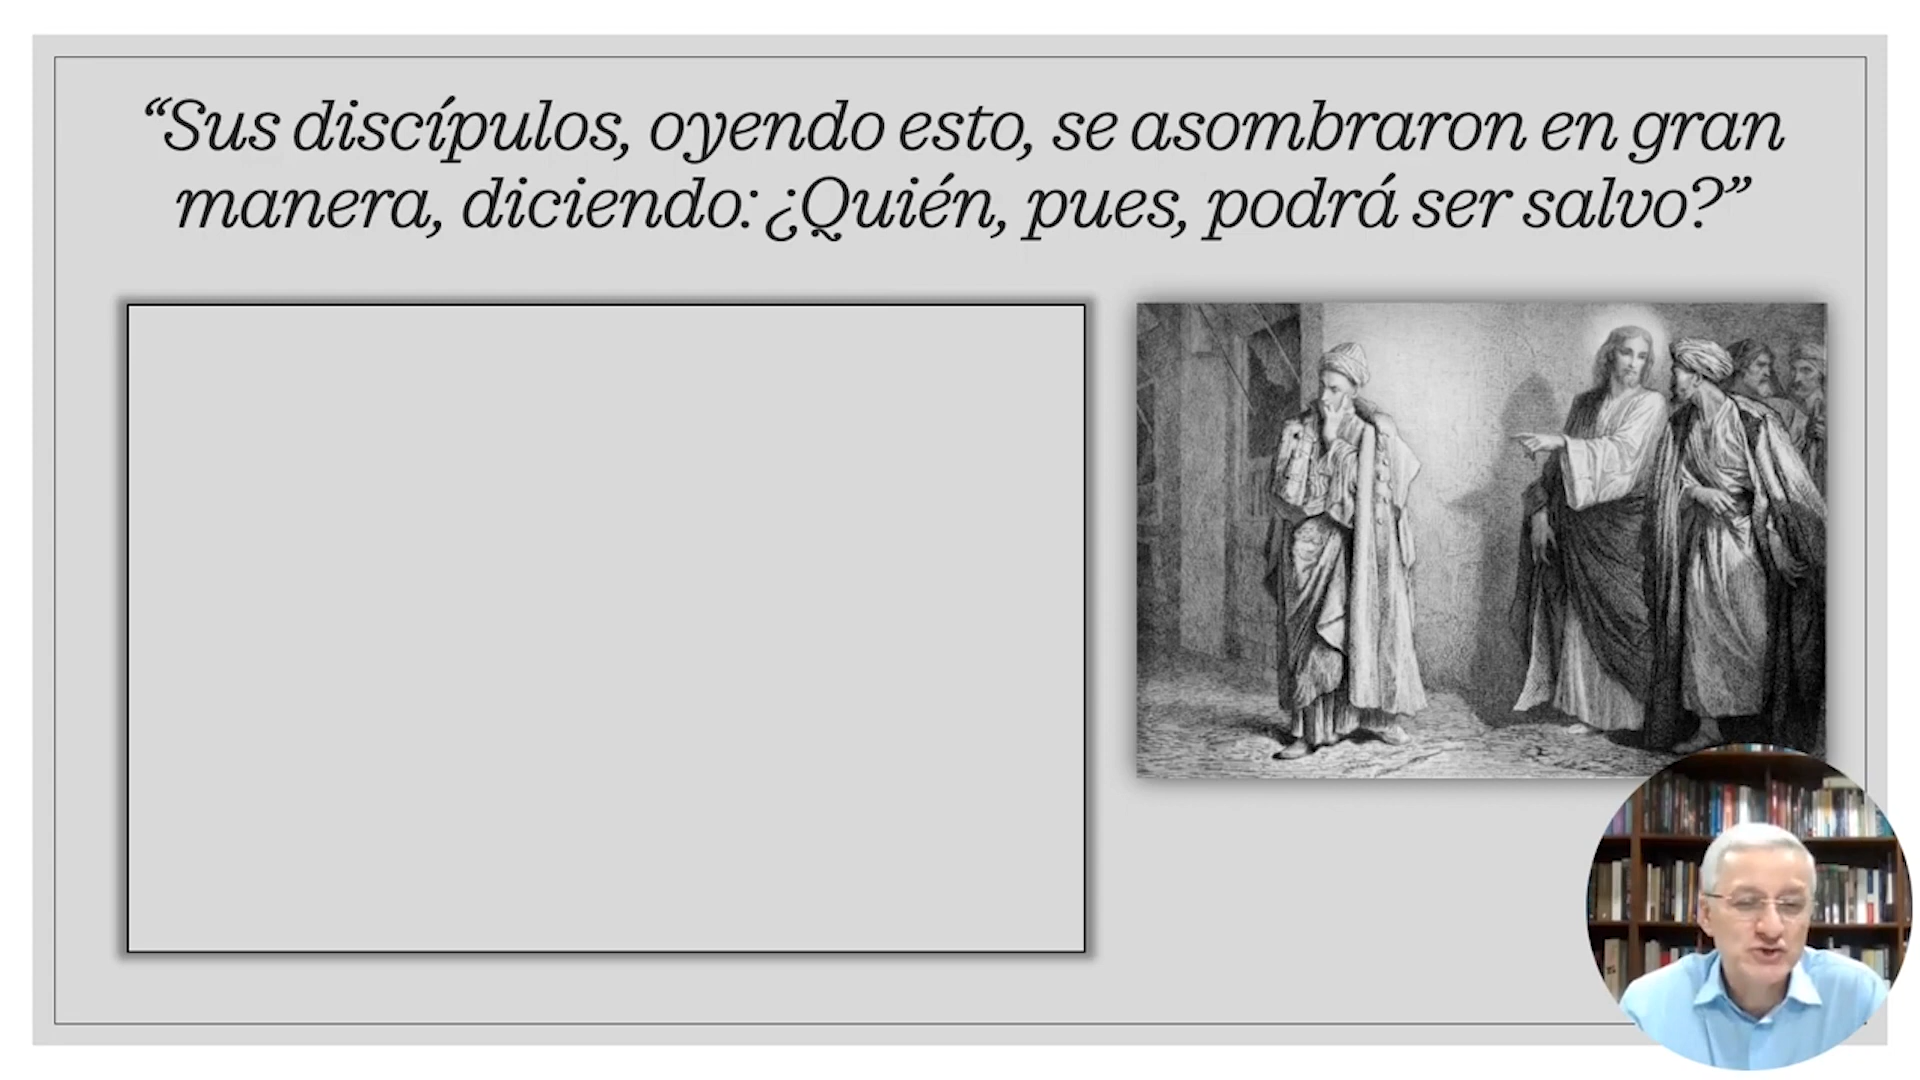 “Sus discípulos, oyendo esto, se asombraron en gran
manera, diciendo: ¿Quién, pues, podrá ser salvo?”